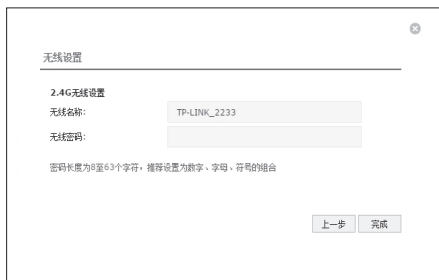 无线设置
2.4G无线设置
无线名称: TP-LINK_2233
无线密码:
密码长度为8至63个字符，推荐设置为数字、字母、符号的组合
上一步 完成